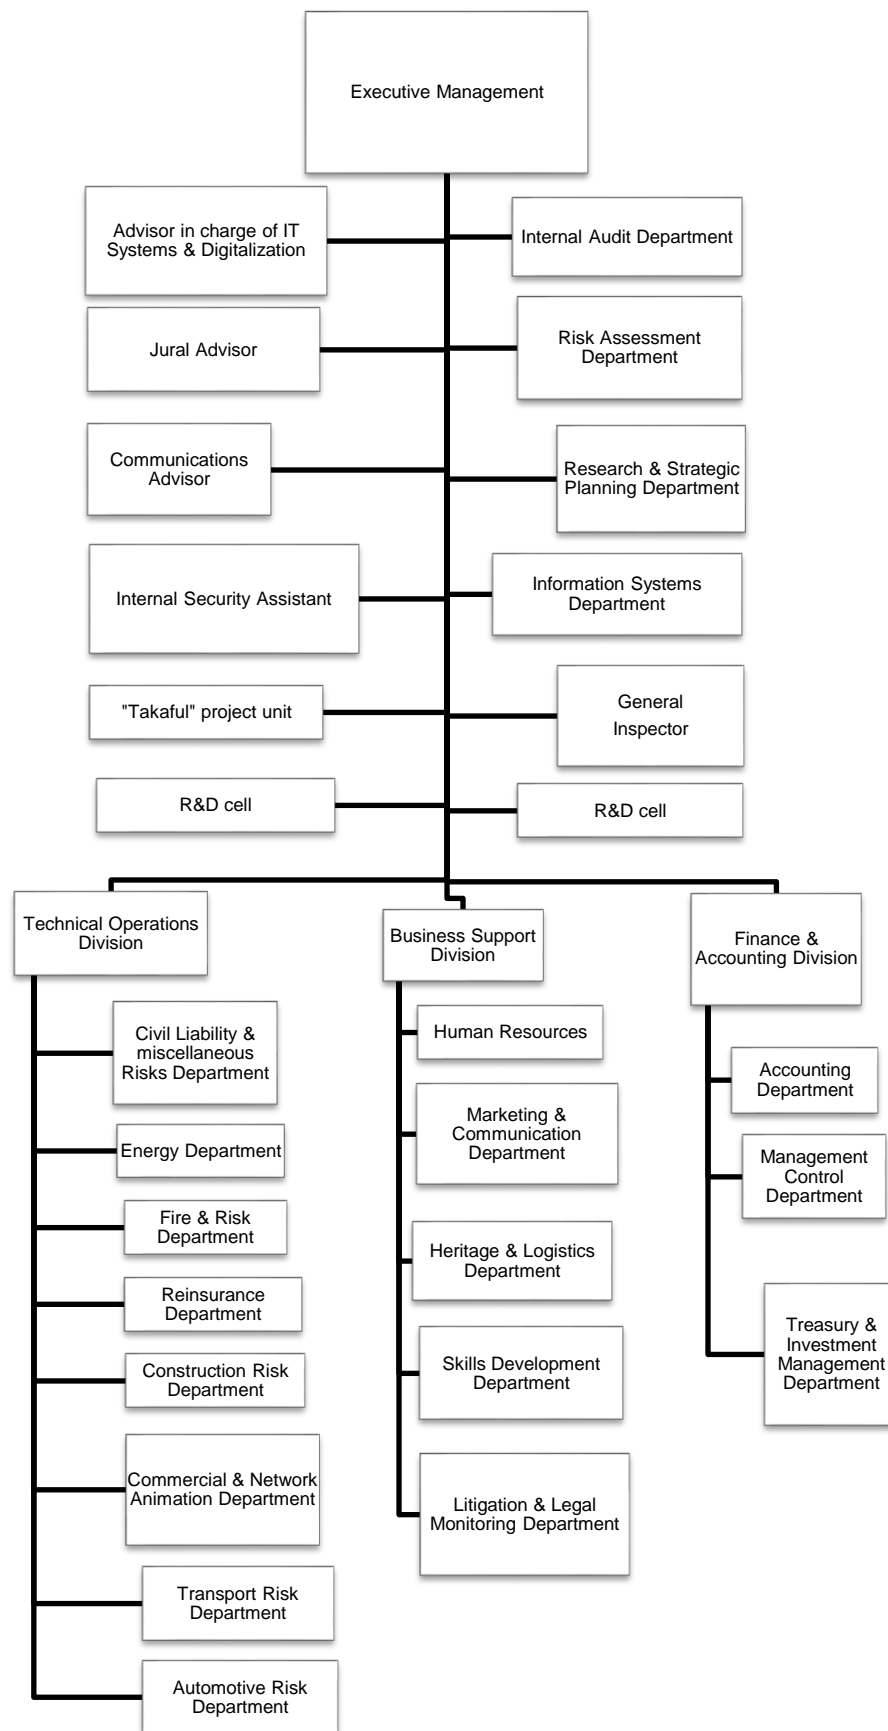 Executive Management
Advisor in charge of IT
Systems & Digitalization
Internal Audit Department
Jural Advisor
Risk Assessment
Department
Communications
Advisor
Research & Strategic
Planning Department
Internal Security Assistant
Information Systems
Department
"Takaful" project unit
General
Inspector
R&D cell
R&D cell
Technical Operations
Division
Civil Liability &
miscellaneous
Risks Department
Energy Department
Fire & Risk
Department
Reinsurance
Department
Construction Risk
Department
Commercial & Network
Animation Department
Transport Risk
Department
Automotive Risk
Department
Business Support
Division
Human Resources
Marketing &
Communication
Department
Heritage & Logistics
Department
Skills Development
Department
Litigation & Legal
Monitoring Department
Finance &
Accounting Division
Accounting
Department
Management
Control
Department
Treasury &
Investment
Management
Department